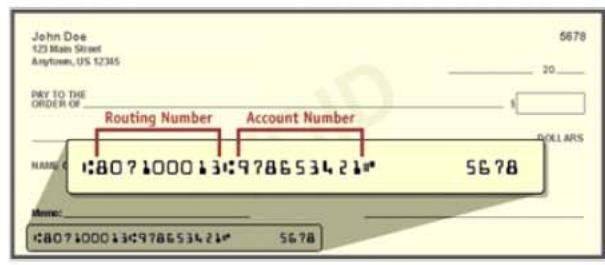 John Doe 5678
123 Main Street
Anytown, US 12345
20
PAY TO THE
ORDER OF $
Routing Number Account Number
DOLLARS
⑆807100013⑆978653421⑈ 5678
Memo:
⑆807100013⑆978653421⑈ 5678